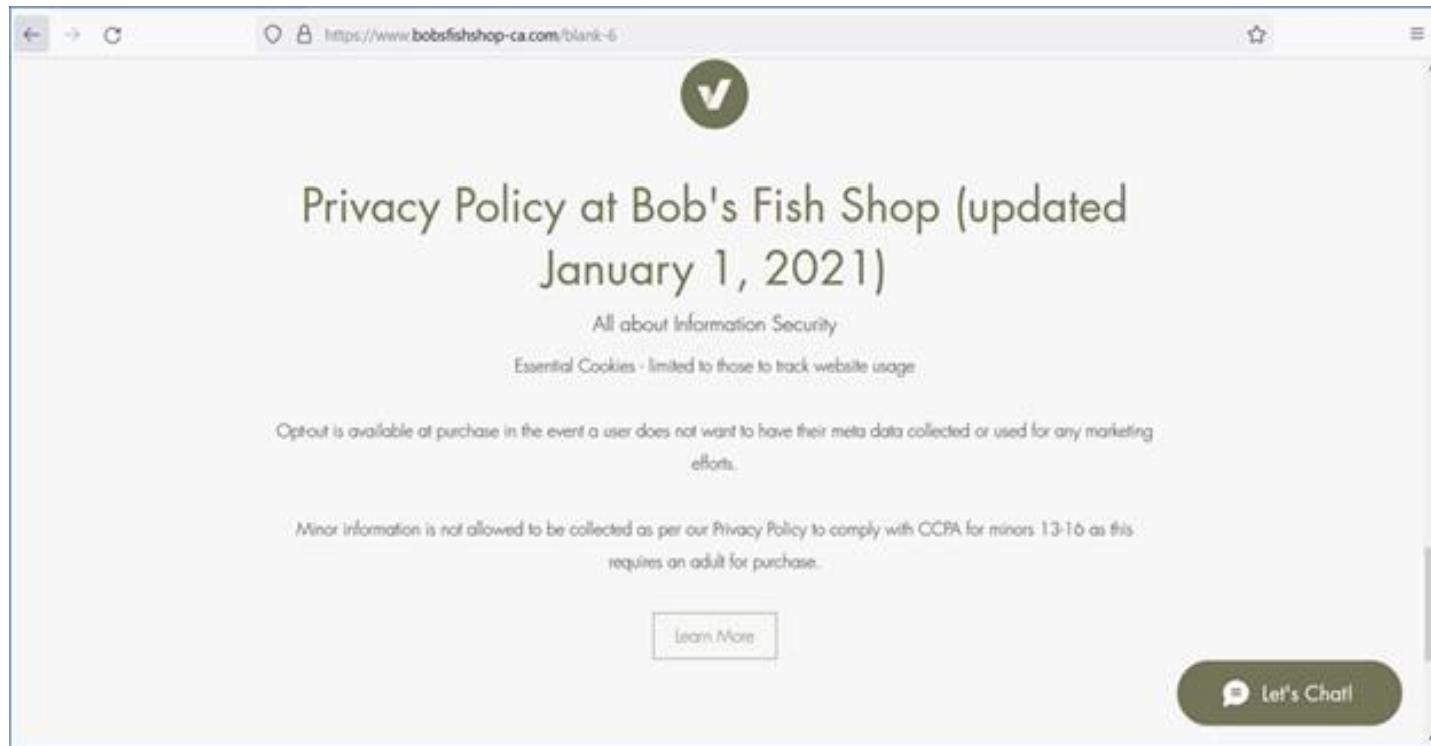 https://www.bobsfishshop-ca.com/blank-6
Privacy Policy at Bob's Fish Shop (updated
January 1, 2021)
All about Information Security
Essential Cookies - limited to those to track website usage
Opt-out is available at purchase in the event a user does not want to have their meta data collected or used for any marketing
efforts.
Minor information is not allowed to be collected as per our Privacy Policy to comply with CCPA for minors 13-16 as this
requires an adult for purchase.
Learn More
Let's Chat!